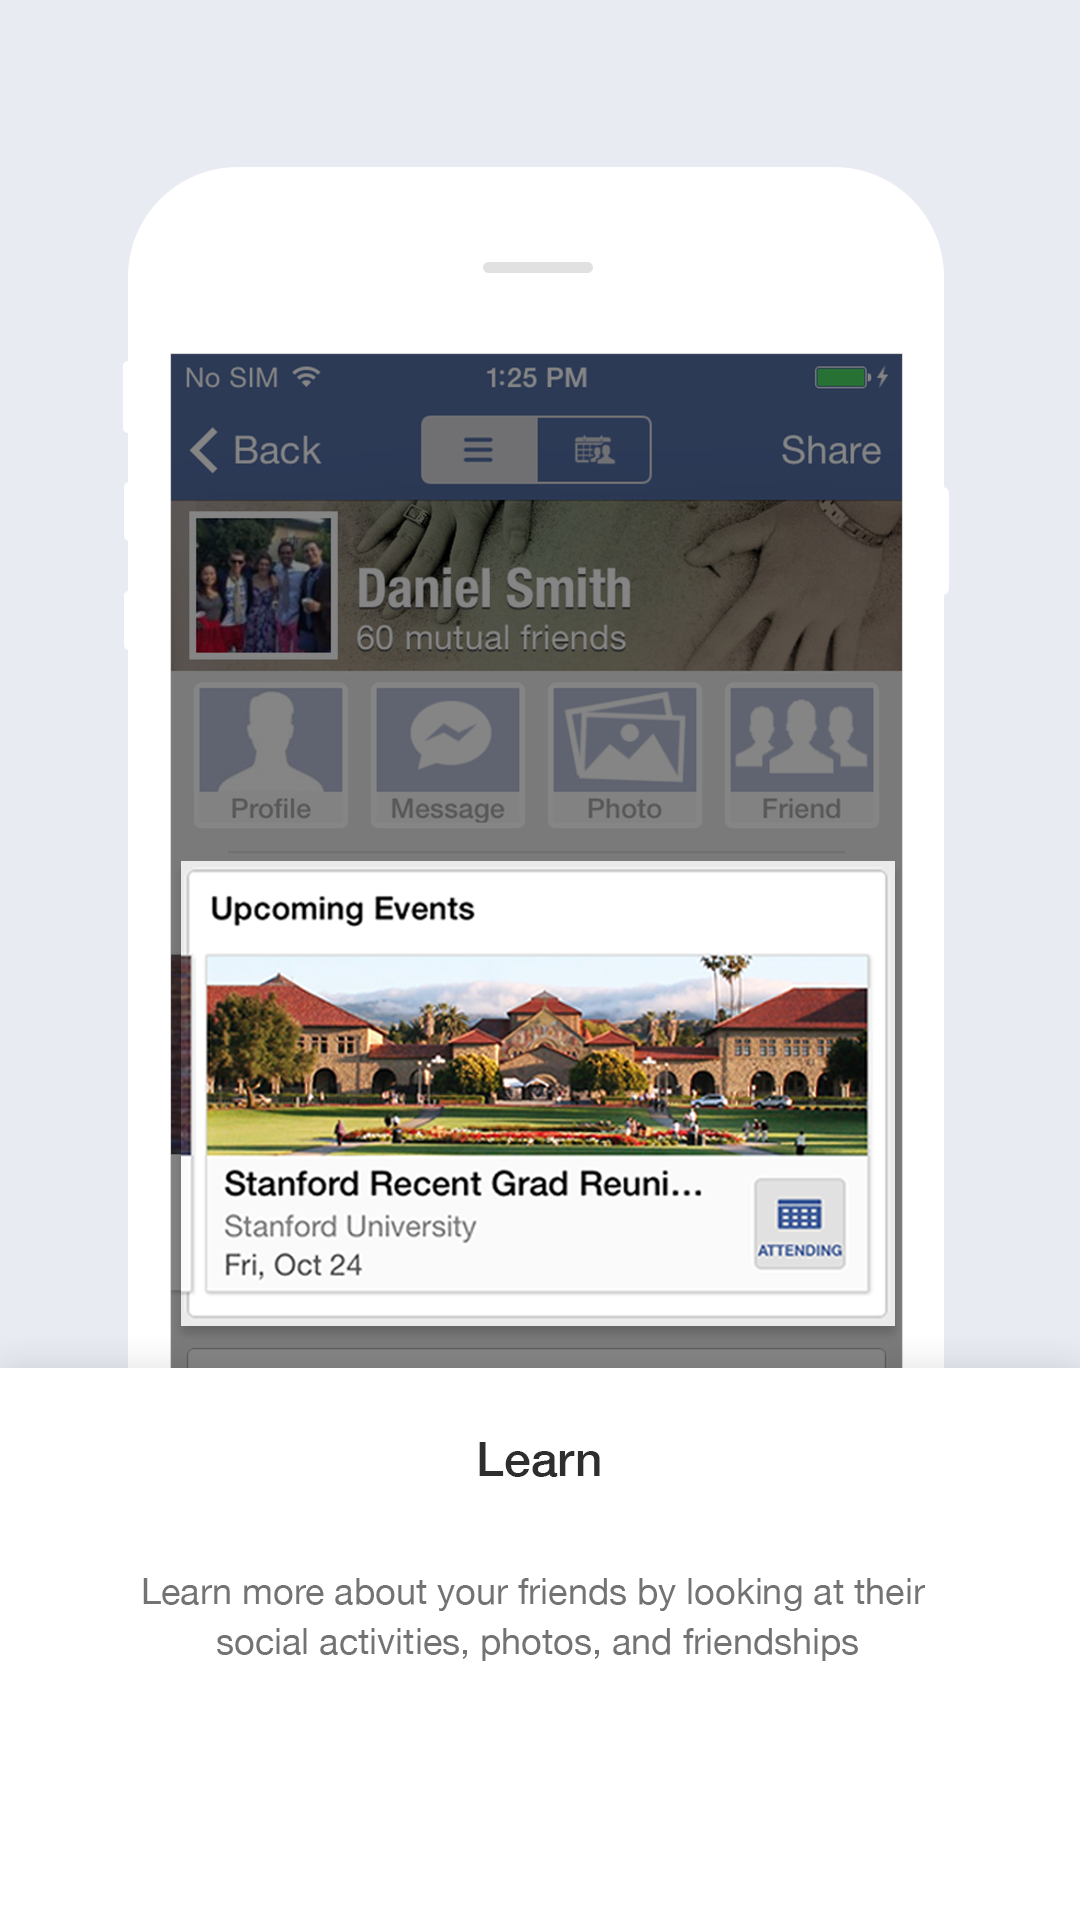 No SIM 1:25 PM
Back Share
Daniel Smith
60 mutual friends
Profile Message Photo Friend
Upcoming Events
Stanford Recent Grad Reuni...
Stanford University
Fri, Oct 24
ATTENDING
Learn
Learn more about your friends by looking at their
social activities, photos, and friendships